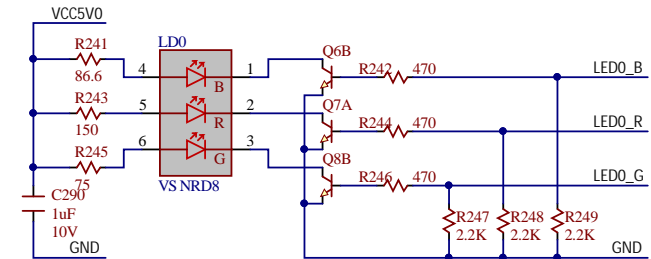 VCC5V0
R241
86.6
R243
150
R245
75
C290
1uF
10V
GND
LD0
4
1
B
5
2
R
6
3
G
VS NRD8
Q6B
R242 470
LED0_B
Q7A
R244 470
LED0_R
Q8B
R246 470
LED0_G
R247
2.2K
R248
2.2K
R249
2.2K
GND